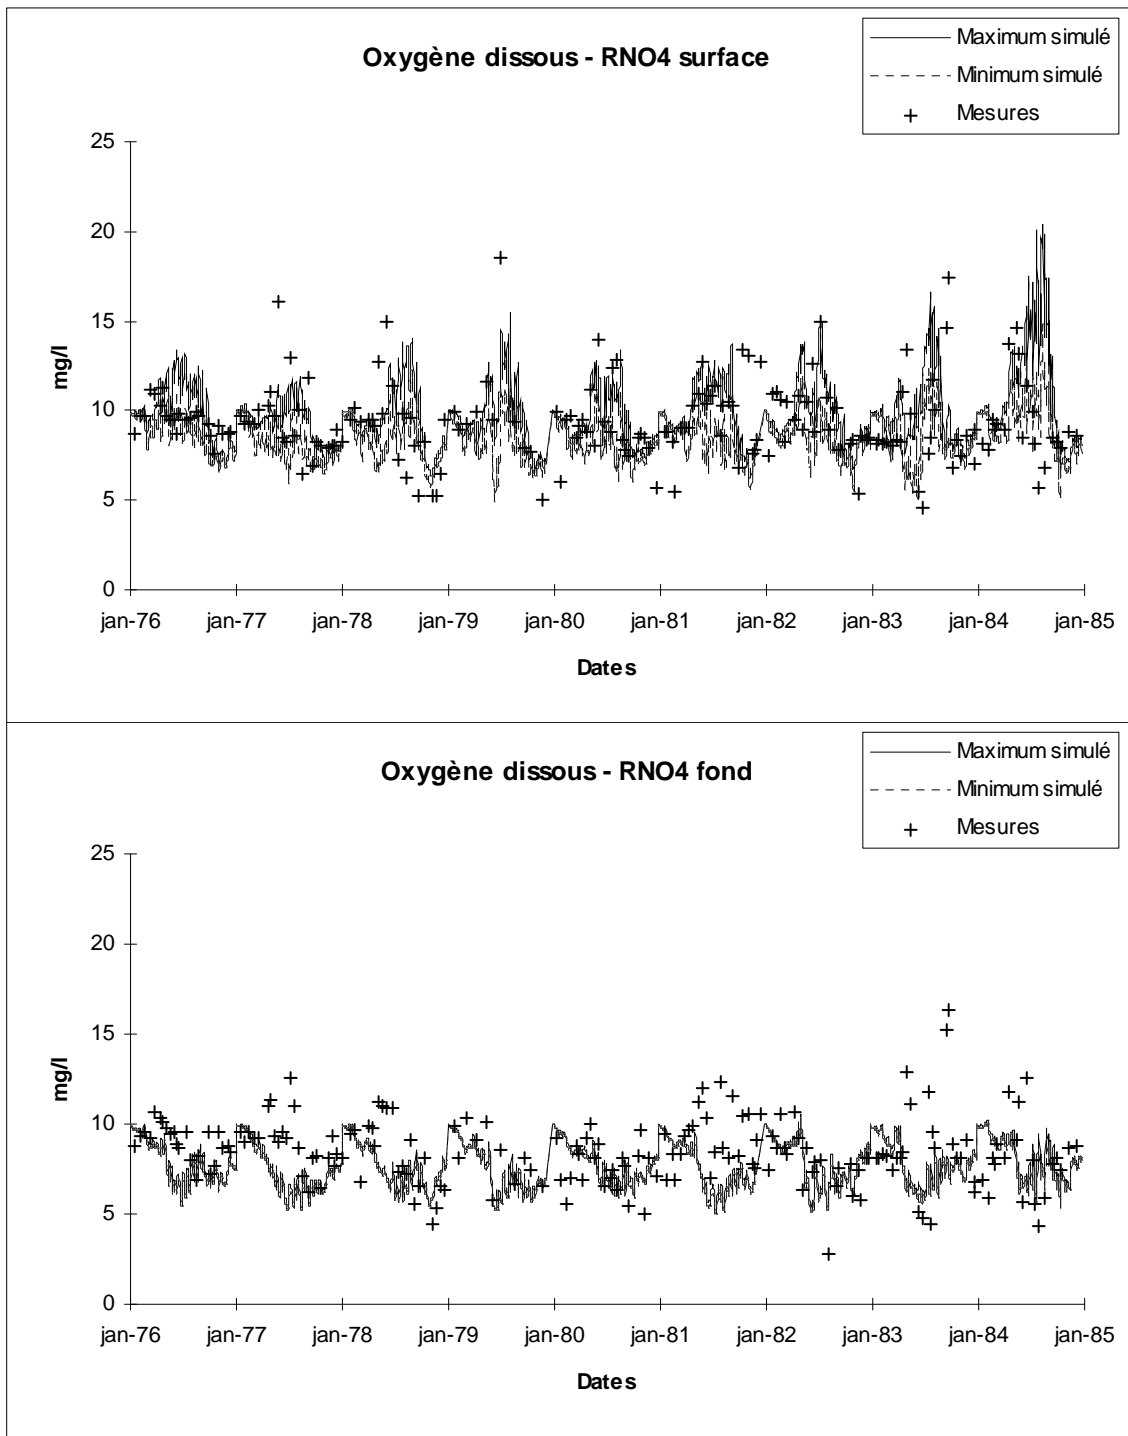 Oxygène dissous - RNO4 surface
Maximum simulé
Minimum simulé
Mesures
25
20
15
10
5
0
mg/l
jan-76 jan-77 jan-78 jan-79 jan-80 jan-81 jan-82 jan-83 jan-84 jan-85
Dates
Oxygène dissous - RNO4 fond
Maximum simulé
Minimum simulé
Mesures
25
20
15
10
5
0
mg/l
jan-76 jan-77 jan-78 jan-79 jan-80 jan-81 jan-82 jan-83 jan-84 jan-85
Dates